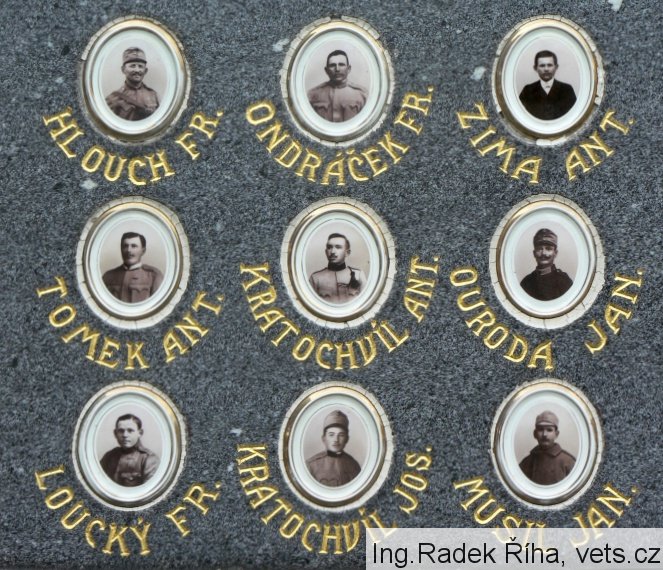 HLOUCH FR.
ONDRÁČEK FR.
ZIMA ANT.
TOMEK ANT.
KRATOCHVÍL ANT.
OURODA JAN.
LOUCKÝ FR.
KRATOCHVÍL JOS.
MUSIL JAN.
Ing.Radek Říha, vets.cz